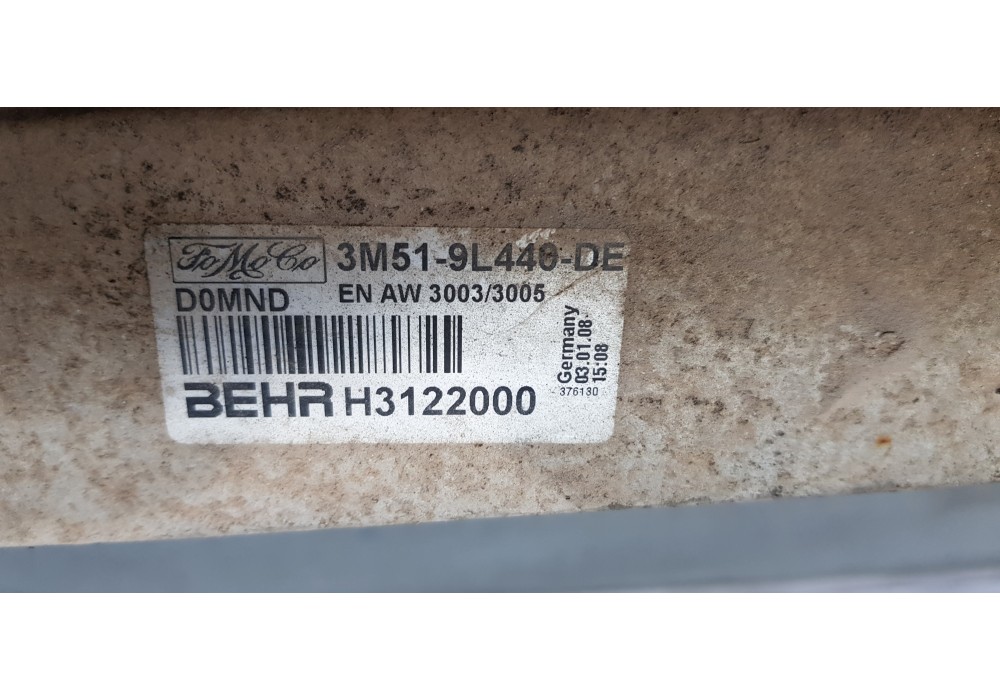 FoMoCo 3M51-9L440-DE
D0MND EN AW 3003/3005
BEHR H3122000
Germany
03.01.08
15:08
376130